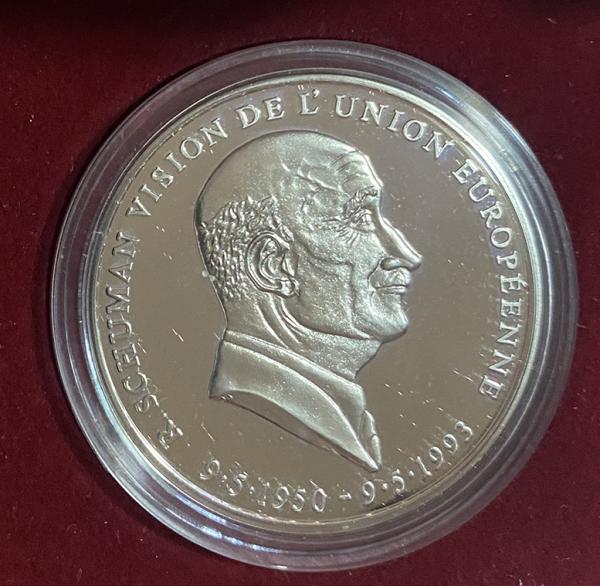 R. SCHUMAN VISION DE L' UNION EUROPÉENNE
9·5·1950 - 9·5·1993